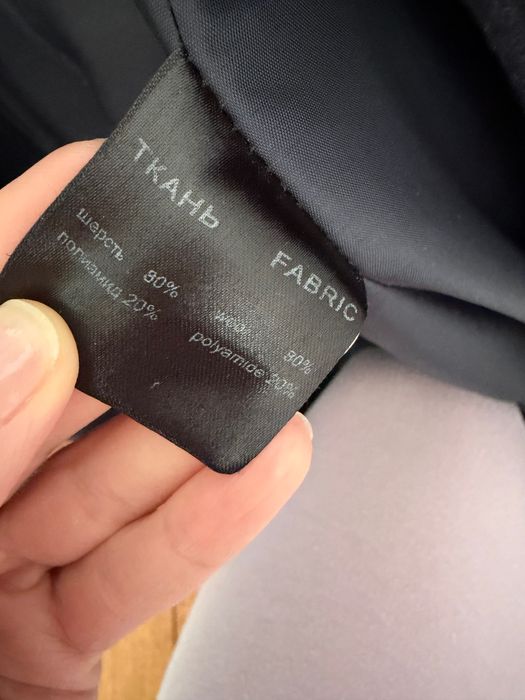 ТКАНЬ
шерсть 80%
полиамид 20%
FABRIC
wool 80%
polyamide 20%